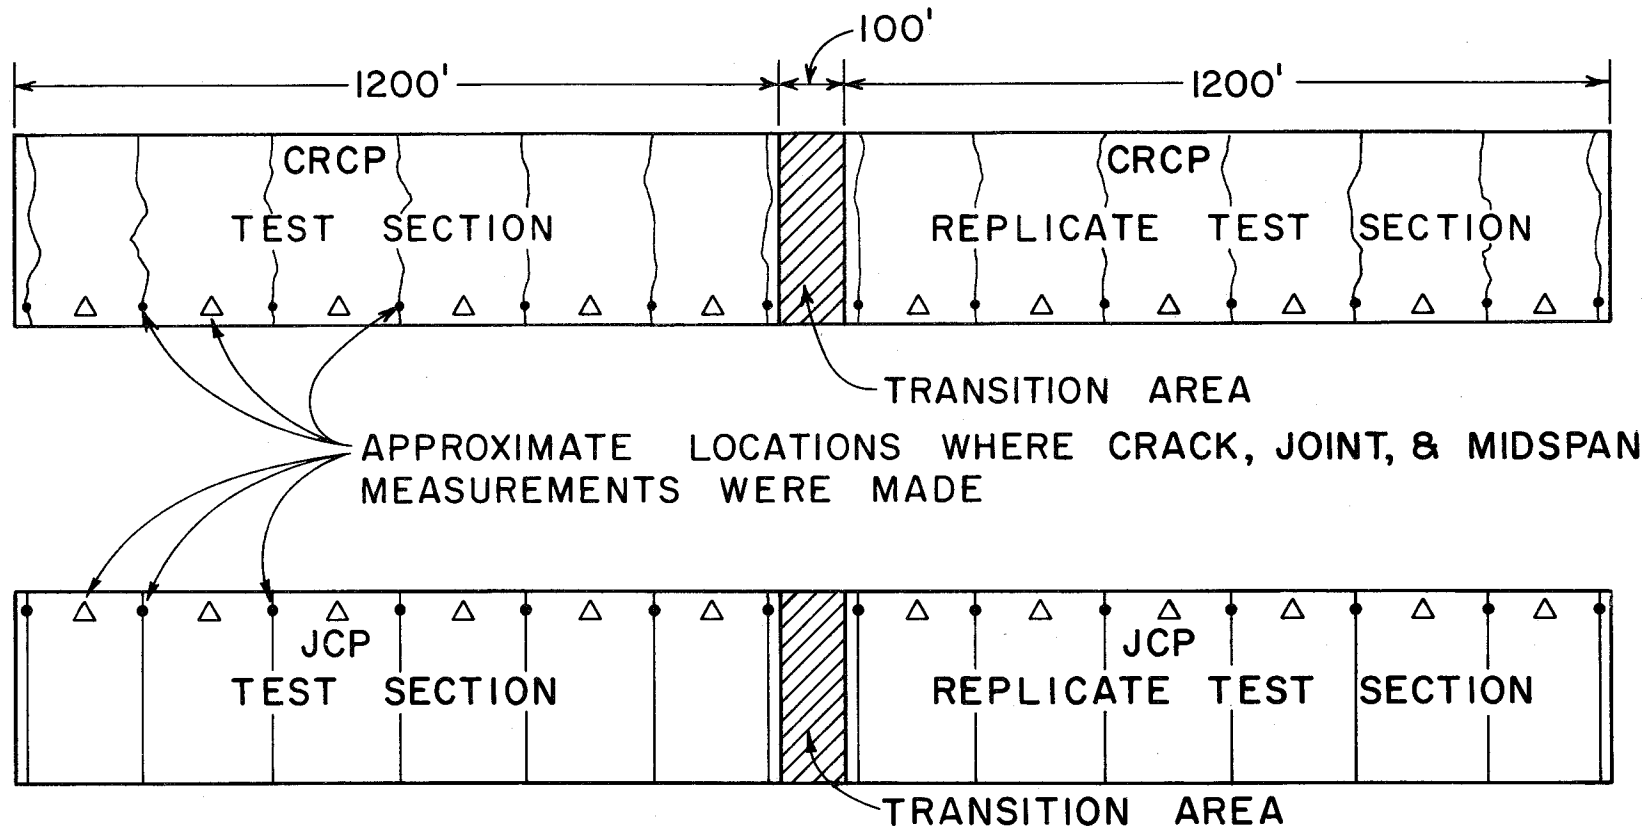 100'
1200'
1200'
CRCP
CRCP
TEST SECTION
REPLICATE TEST SECTION
TRANSITION AREA
APPROXIMATE LOCATIONS WHERE CRACK, JOINT, & MIDSPAN
MEASUREMENTS WERE MADE
JCP
JCP
TEST SECTION
REPLICATE TEST SECTION
TRANSITION AREA